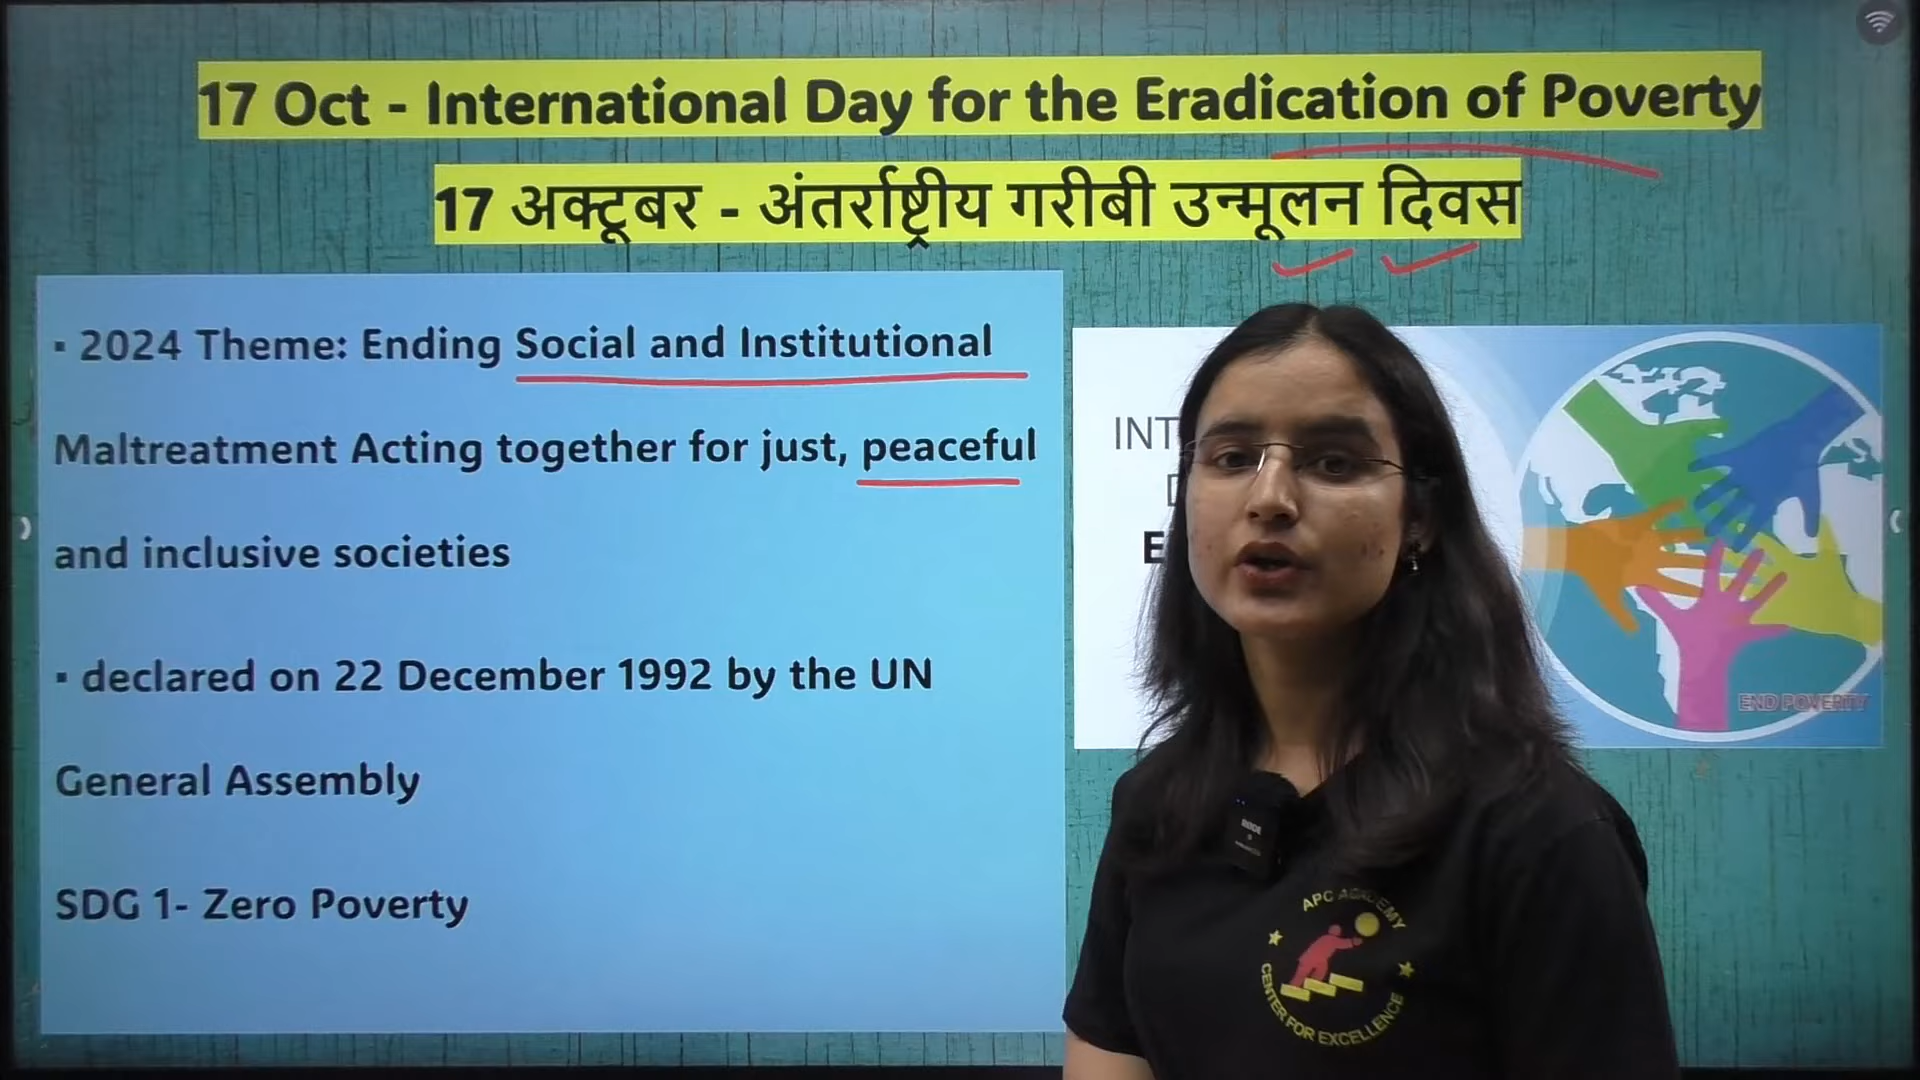 17 Oct - International Day for the Eradication of Poverty
17 अक्टूबर - अंतर्राष्ट्रीय गरीबी उन्मूलन दिवस
▪ 2024 Theme: Ending Social and Institutional
Maltreatment Acting together for just, peaceful
and inclusive societies
▪ declared on 22 December 1992 by the UN
General Assembly
SDG 1- Zero Poverty
INT
E
END POVERTY
RODE
APC ACADEMY
CENTER FOR EXCELLENCE